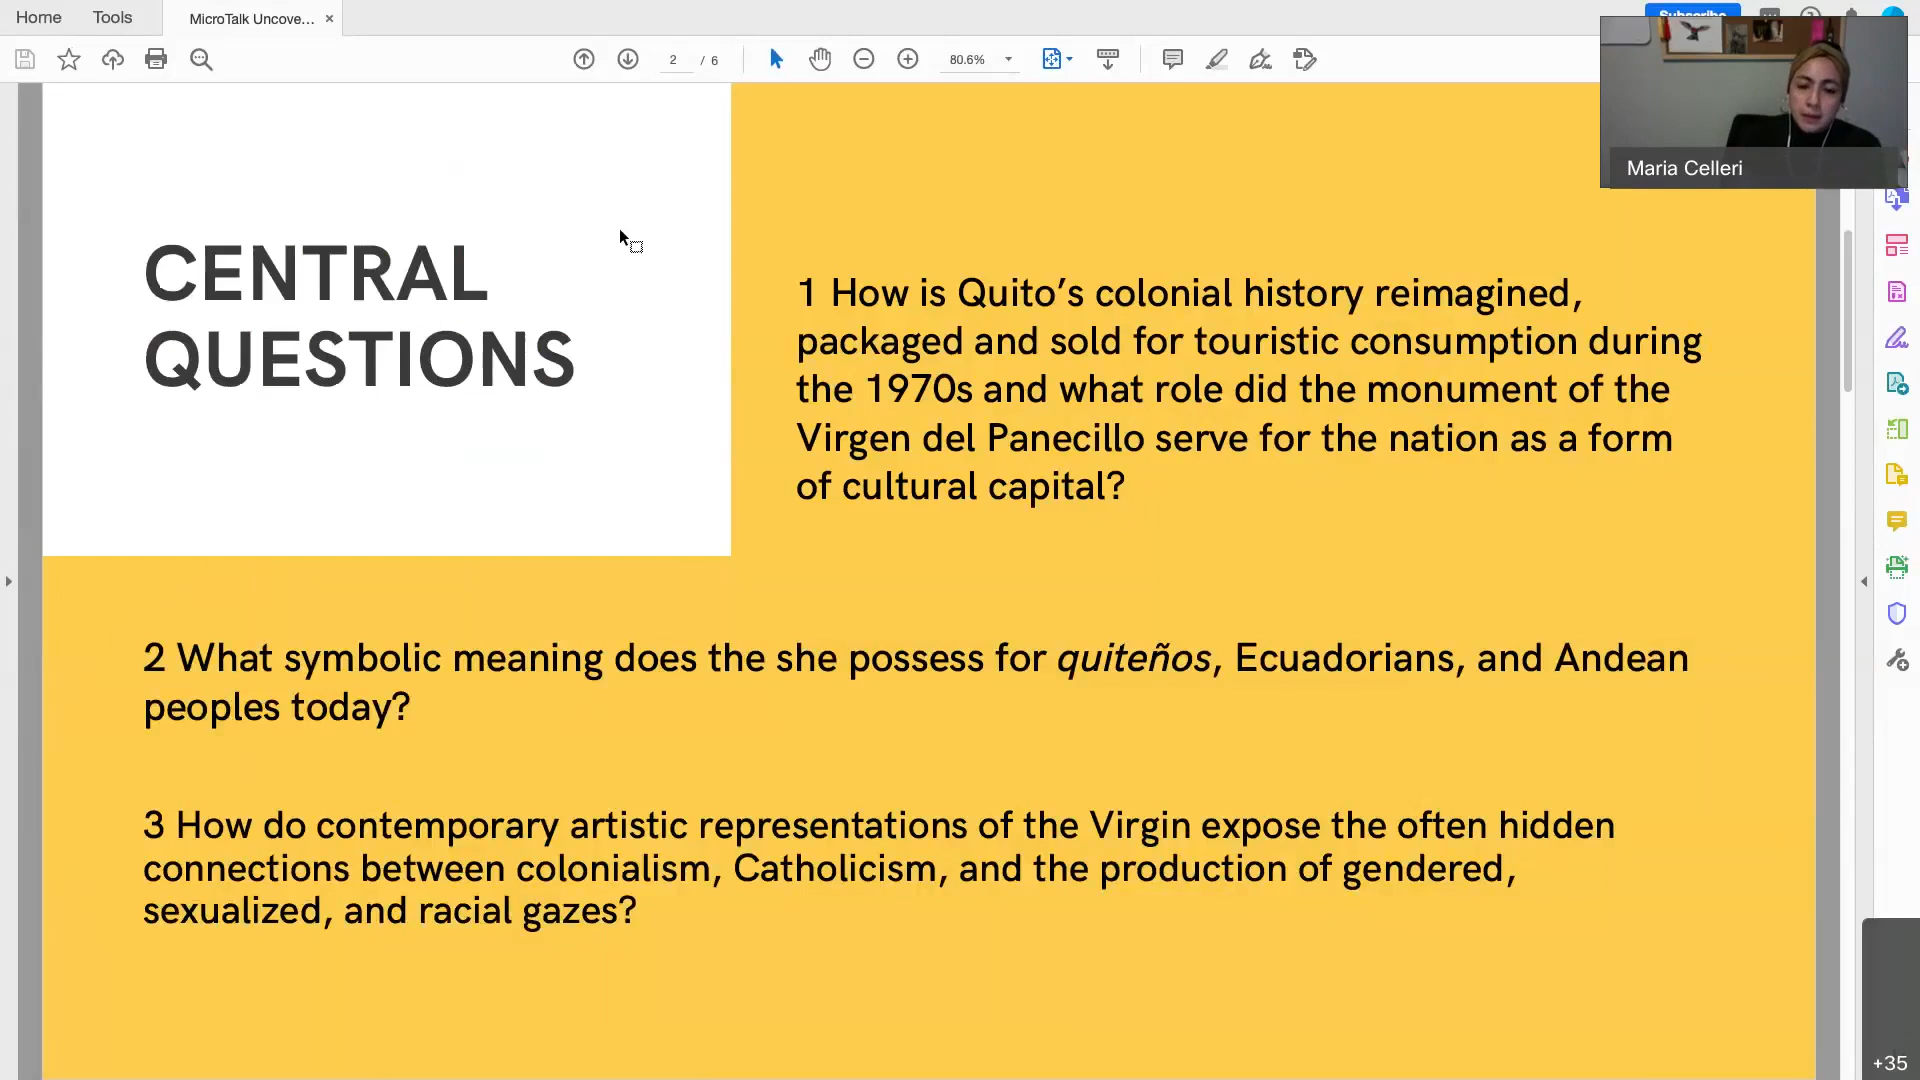 Home Tools MicroTalk Uncove... ×
Subscribe
2 / 6 80.6%
Maria Celleri
CENTRAL
QUESTIONS
1 How is Quito’s colonial history reimagined,
packaged and sold for touristic consumption during
the 1970s and what role did the monument of the
Virgen del Panecillo serve for the nation as a form
of cultural capital?
2 What symbolic meaning does the she possess for quiteños, Ecuadorians, and Andean
peoples today?
3 How do contemporary artistic representations of the Virgin expose the often hidden
connections between colonialism, Catholicism, and the production of gendered,
sexualized, and racial gazes?
+35